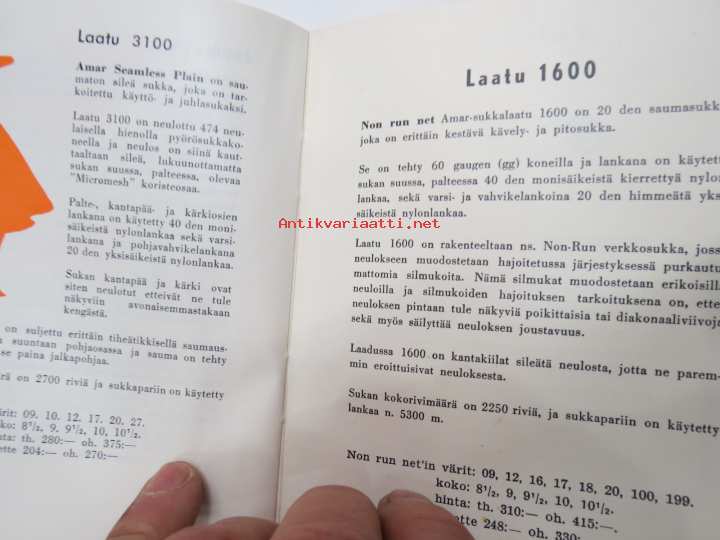 Laatu 3100
Amar Seamless Plain on sau-
maton sileä sukka, joka on tar-
koitettu käyttö- ja juhlasukaksi.
Laatu 3100 on neulottu 474 neu-
laisella hienolla pyörösukkako-
neella ja neulos on siinä kaut-
taaltaan sileä, lukuunottamatta
sukan suussa, palteessa, olevaa
"Micromesh" koristeosaa.
Palte-, kantapää- ja kärkiosien
lankana on käytetty 40 den moni-
säikeistä nylonlankaa sekä varsi-
lankana ja pohjavahvikelankana
20 den yksisäikeistä nylonlankaa.
Sukan kantapää ja kärki ovat
siten neulotut etteivät ne tule
näkyviin avonaisemmastakaan
kengästä.
on suljettu erittäin tiheätikkisellä saumaus-
suuntaan pohjaosassa ja sauma on tehty
se paina jalkapohjaa.
on 2700 riviä ja sukkapariin on käytetty
09. 10. 12. 17. 20. 27.
8½, 9. 9½, 10, 10½.
th. 280:— oh. 375:—
204:— oh. 270:—
Laatu 1600
Non run net Amar-sukkalaatu 1600 on 20 den saumasukk
joka on erittäin kestävä kävely- ja pitosukka.
Se on tehty 60 gaugen (gg) koneilla ja lankana on käytet
sukan suussa, palteessa 40 den monisäikeistä kierrettyä nylon
lankaa, sekä varsi- ja vahvikelankoina 20 den himmeätä yks
säikeistä nylonlankaa.
Laatu 1600 on rakenteeltaan ns. Non-Run verkkosukka, joss
neulokseen muodostetaan hajoitetussa järjestyksessä purkautu
mattomia silmukoita. Nämä silmukat muodostetaan erikoisill
neuloilla ja silmukoiden hajoituksen tarkoituksena on, ette
neuloksen pintaan tule näkyviä poikittaisia tai diakonaaliviivoj
sekä myös säilyttää neuloksen joustavuus.
Laadussa 1600 on kantakiilat sileätä neulosta, jotta ne parem-
min eroittuisivat neuloksesta.
Sukan kokorivimäärä on 2250 riviä, ja sukkapariin on käytetty
lankaa n. 5300 m.
Non run net'in värit: 09, 12, 16, 17, 18, 20, 100, 199.
koko: 8½, 9, 9½, 10, 10½.
hinta: th. 310:— oh. 415:—.
248:— oh. 330
Antikvariaatti.net